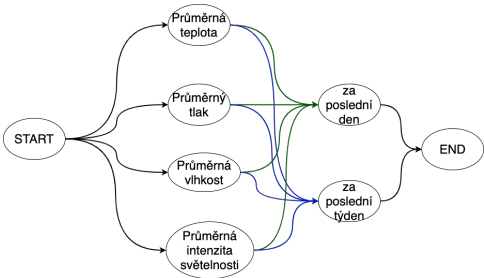 Průměrná
teplota
Průměrný
tlak
START
Průměrná
vlhkost
Průměrná
intenzita
světelnosti
za
poslední
den
za
poslední
týden
END